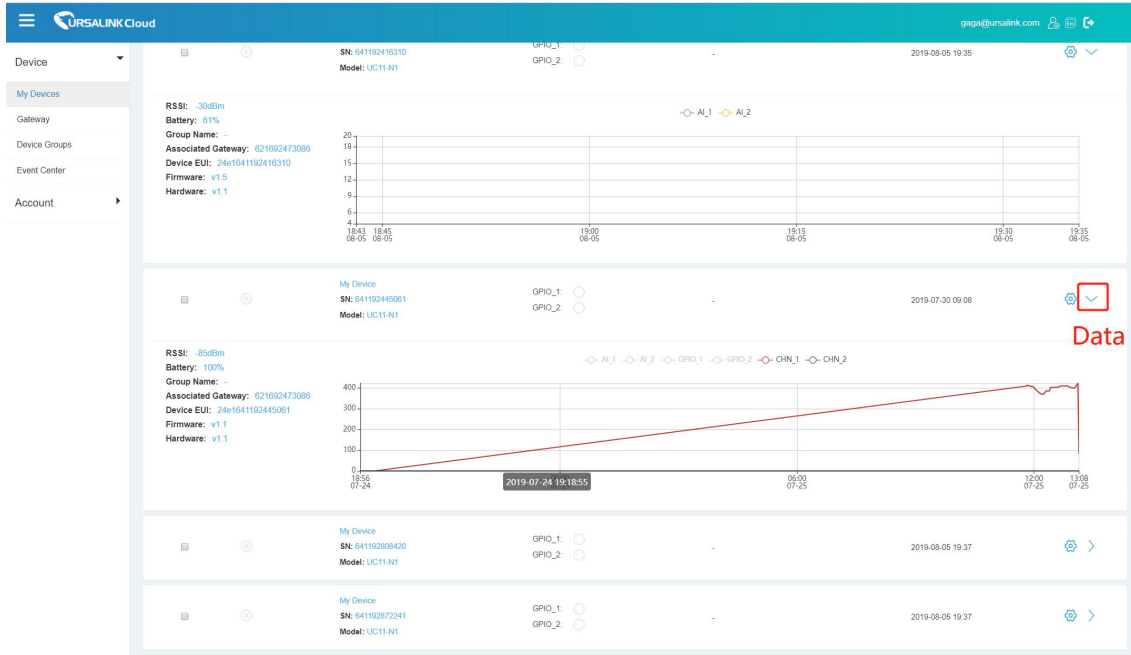 URSALINK Cloud
gaga@ursalink.com
En
Device
My Devices
Gateway
Device Groups
Event Center
Account
SN: 641192416310
Model: UC11-N1
GPIO_1:
GPIO_2:
-
2019-08-05 19:35
RSSI: -30dBm
Battery: 61%
Group Name: -
Associated Gateway: 621692473086
Device EUI: 24e1641192416310
Firmware: v1.5
Hardware: v1.1
AI_1 AI_2
20
18
15
12
9
6
4
18:43 18:45 19:00 19:15 19:30 19:35
08-05 08-05 08-05 08-05 08-05 08-05
My Device
SN: 641192445061
Model: UC11-N1
GPIO_1:
GPIO_2:
-
2019-07-30 09:08
Data
RSSI: -85dBm
Battery: 100%
Group Name: -
Associated Gateway: 621692473086
Device EUI: 24e1641192445061
Firmware: v1.1
Hardware: v1.1
AI_1 AI_2 GPIO_1 GPIO_2 CHN_1 CHN_2
400
300
200
100
0
18:56 06:00 12:00 13:08
07-24 07-25 07-25 07-25
2019-07-24 19:18:55
My Device
SN: 641192808420
Model: UC11-N1
GPIO_1:
GPIO_2:
-
2019-08-05 19:37
My Device
SN: 641192872241
Model: UC11-N1
GPIO_1:
GPIO_2:
-
2019-08-05 19:37